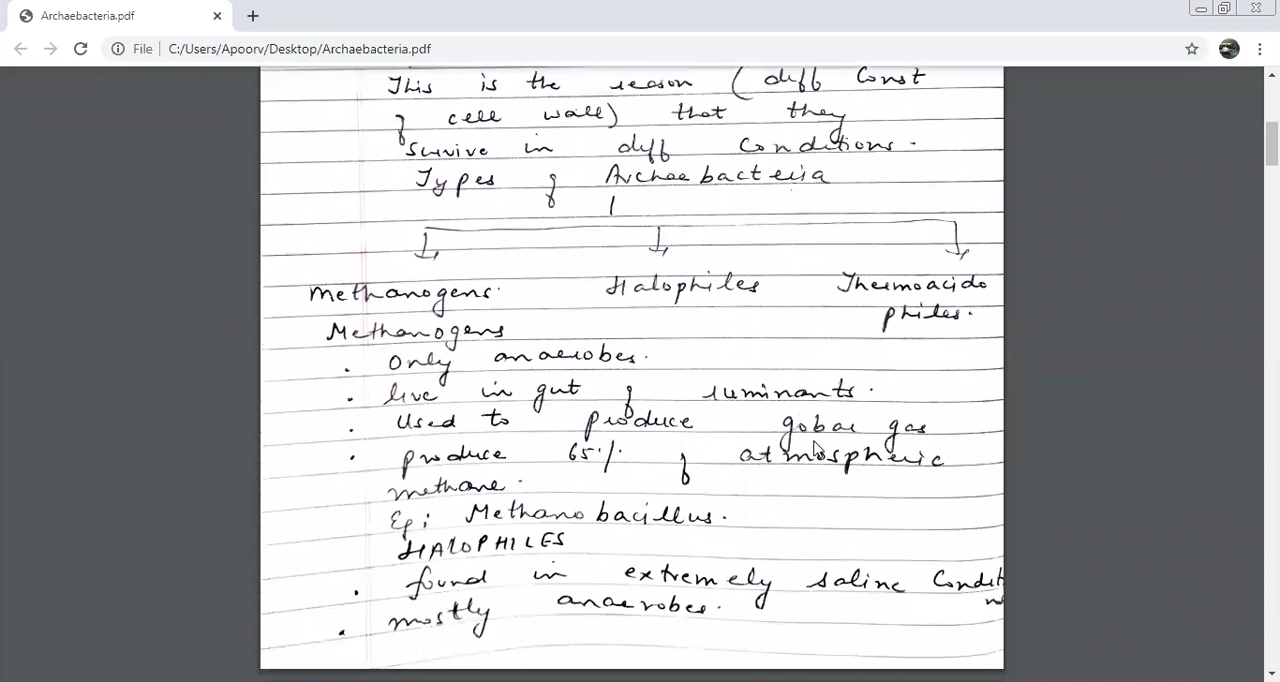 Archaebacteria.pdf
File C:/Users/Apoorv/Desktop/Archaebacteria.pdf
This is the reason (diff Const
of cell wall) that they
survive in diff Conditions.
Types of Archaebacteria
Methanogens. Halophiles Thermoacido
philes.
Methanogens
. Only anaerobes.
. live in gut of ruminants.
. Used to produce gobar gas
. produce 65% of atmospheric
methane.
Eg: Methanobacillus.
HALOPHILES
. found in extremely saline Condit
. mostly anaerobes.